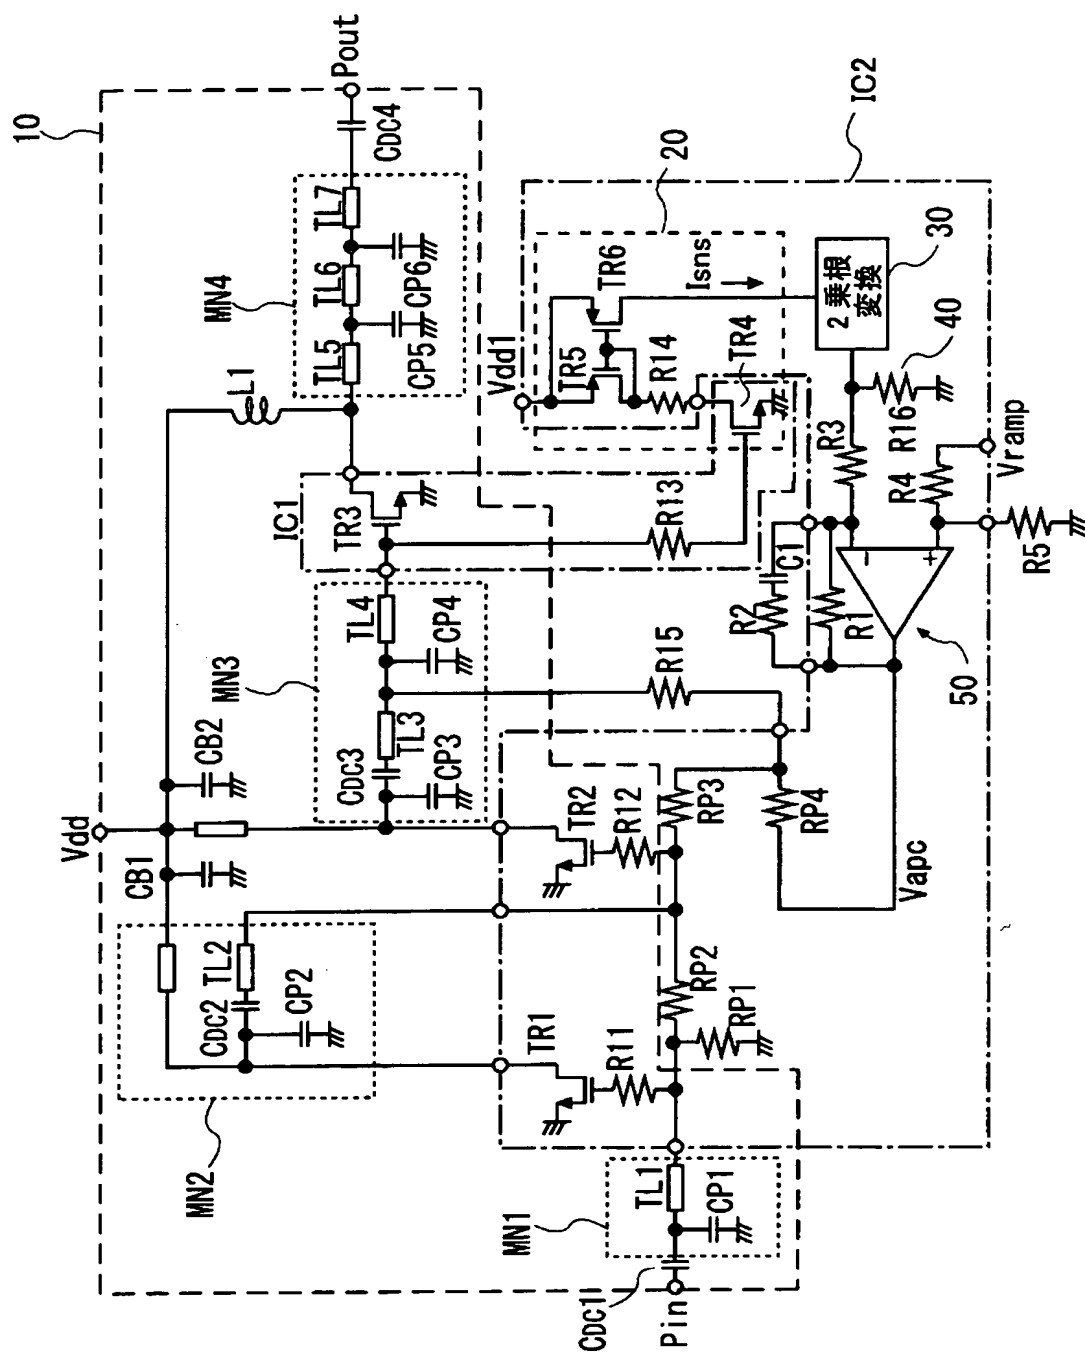 10
Pout
CDC4
MN4
TL7
TL6
TL5
CP6
CP5
L1
IC2
20
Vdd1
TR6
TR5
Isns
R14
TR4
2乗根
変換
30
40
R16
R3
R4
Vramp
R5
C1
R2
R1
50
IC1
TR3
R13
MN3
TL4
CP4
TL3
CDC3
CP3
R15
Vdd
CB2
CB1
TR2
R12
RP3
RP4
Vapc
MN2
TL2
CDC2
CP2
TR1
R11
RP2
RP1
MN1
TL1
CP1
CDC1
Pin